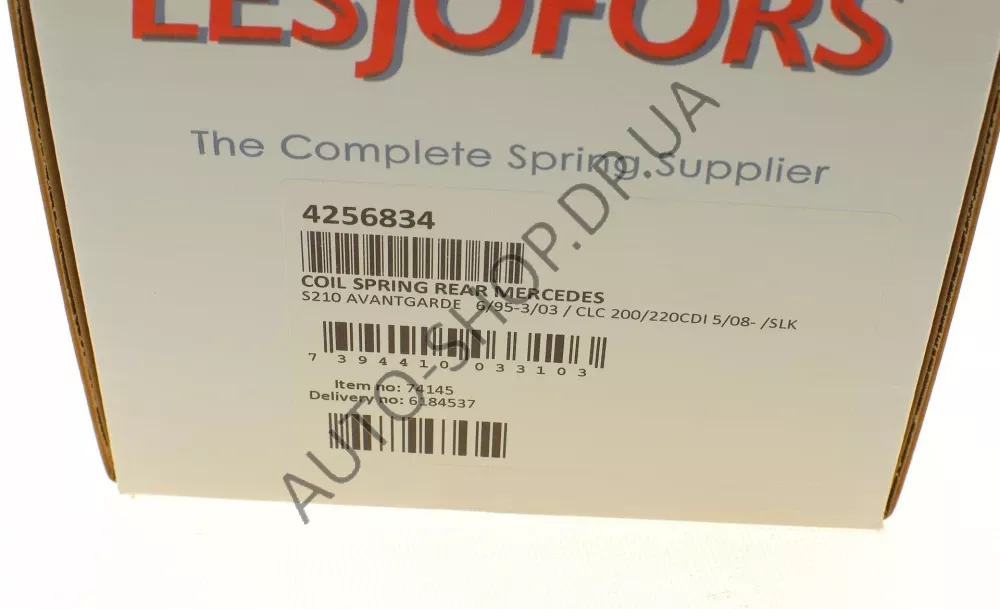 LESJÖFORS
The Complete Spring Supplier
4256834
COIL SPRING REAR MERCEDES
S210 AVANTGARDE 6/95-3/03 / CLC 200/220CDI 5/08- /SLK
7 394410 033103
Item no: 74145
Delivery no: 6184537
AUTO-SHOP.DP.UA